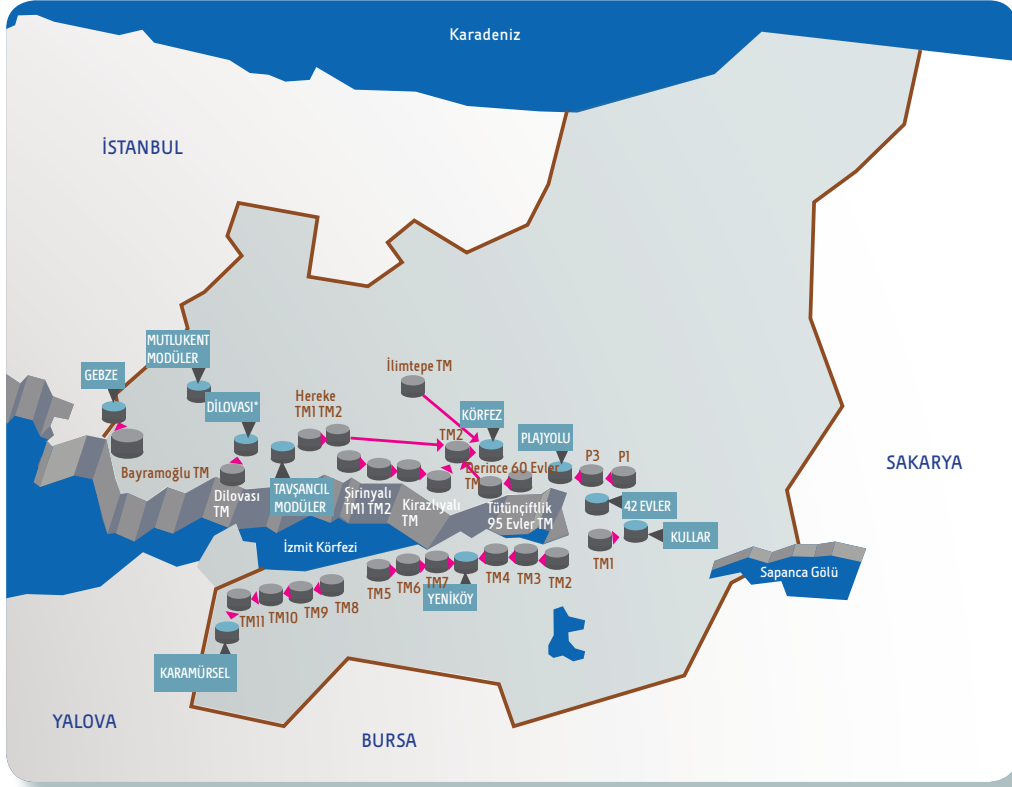 Karadeniz
İSTANBUL
MUTLUKENT
MODÜLER
GEBZE
DİLOVASI*
İlimtepe TM
Hereke
TM1 TM2
KÖRFEZ
TM2
PLAJYOLU
P3
P1
Bayramoğlu TM
Derince 60 Evler
TM
SAKARYA
Dilovası
TM
TAVŞANCIL
MODÜLER
Şirinyalı
TM1 TM2
Kirazlıyalı
TM
Tütünçiftlik
95 Evler TM
42 EVLER
KULLAR
İzmit Körfezi
TM1
Sapanca Gölü
TM5
TM6
TM7
YENİKÖY
TM4
TM3
TM2
TM11
TM10
TM9
TM8
KARAMÜRSEL
YALOVA
BURSA